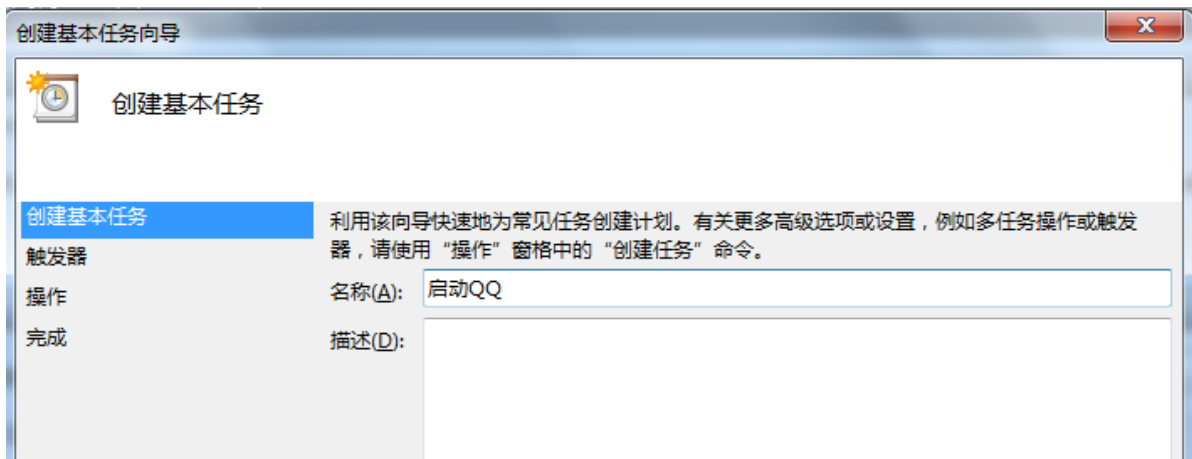 创建基本任务向导
创建基本任务
创建基本任务
触发器
操作
完成
利用该向导快速地为常见任务创建计划。有关更多高级选项或设置，例如多任务操作或触发
器，请使用“操作”窗格中的“创建任务”命令。
名称(A): 启动QQ
描述(D):